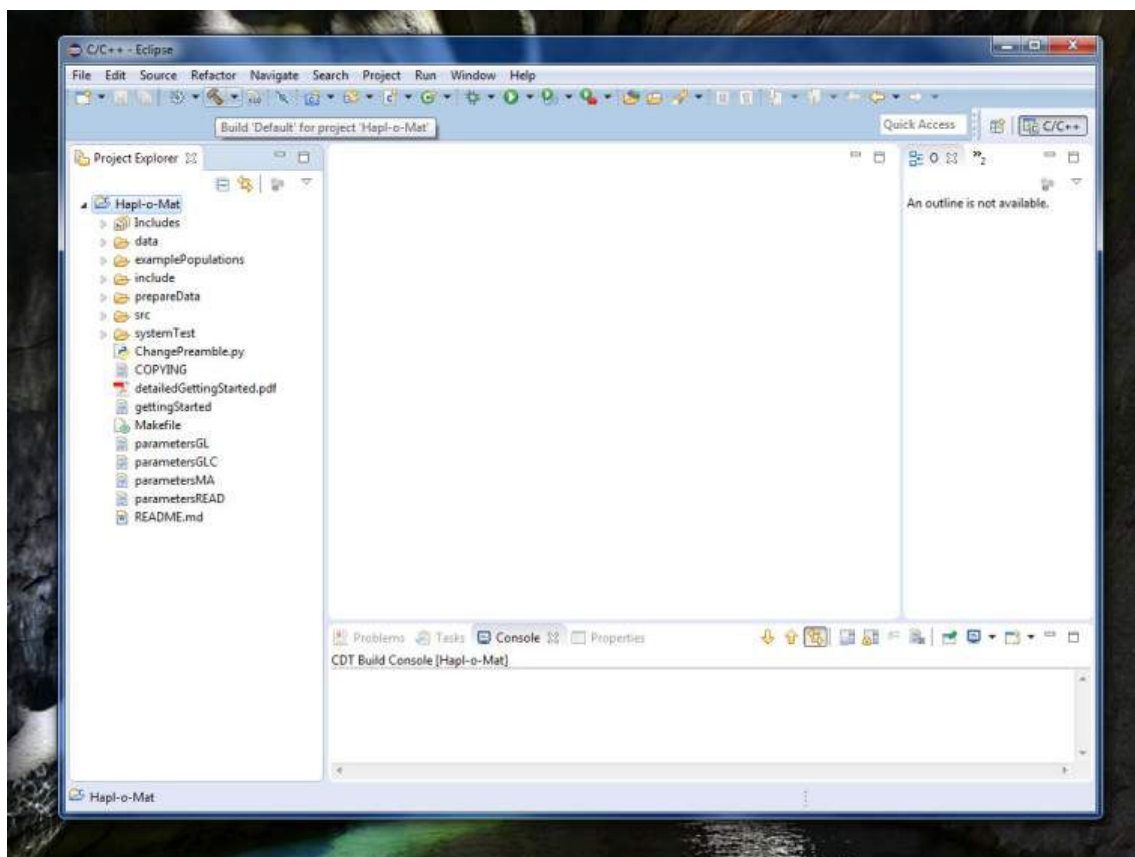 C/C++ - Eclipse
File Edit Source Refactor Navigate Search Project Run Window Help
Build 'Default' for project 'Hapl-o-Mat'
Quick Access
C/C++
Project Explorer
O
»2
Hapl-o-Mat
An outline is not available.
Includes
data
examplePopulations
include
prepareData
src
systemTest
ChangePreamble.py
COPYING
detailedGettingStarted.pdf
gettingStarted
Makefile
parametersGL
parametersGLC
parametersMA
parametersREAD
README.md
Problems Tasks Console Properties
CDT Build Console [Hapl-o-Mat]
Hapl-o-Mat